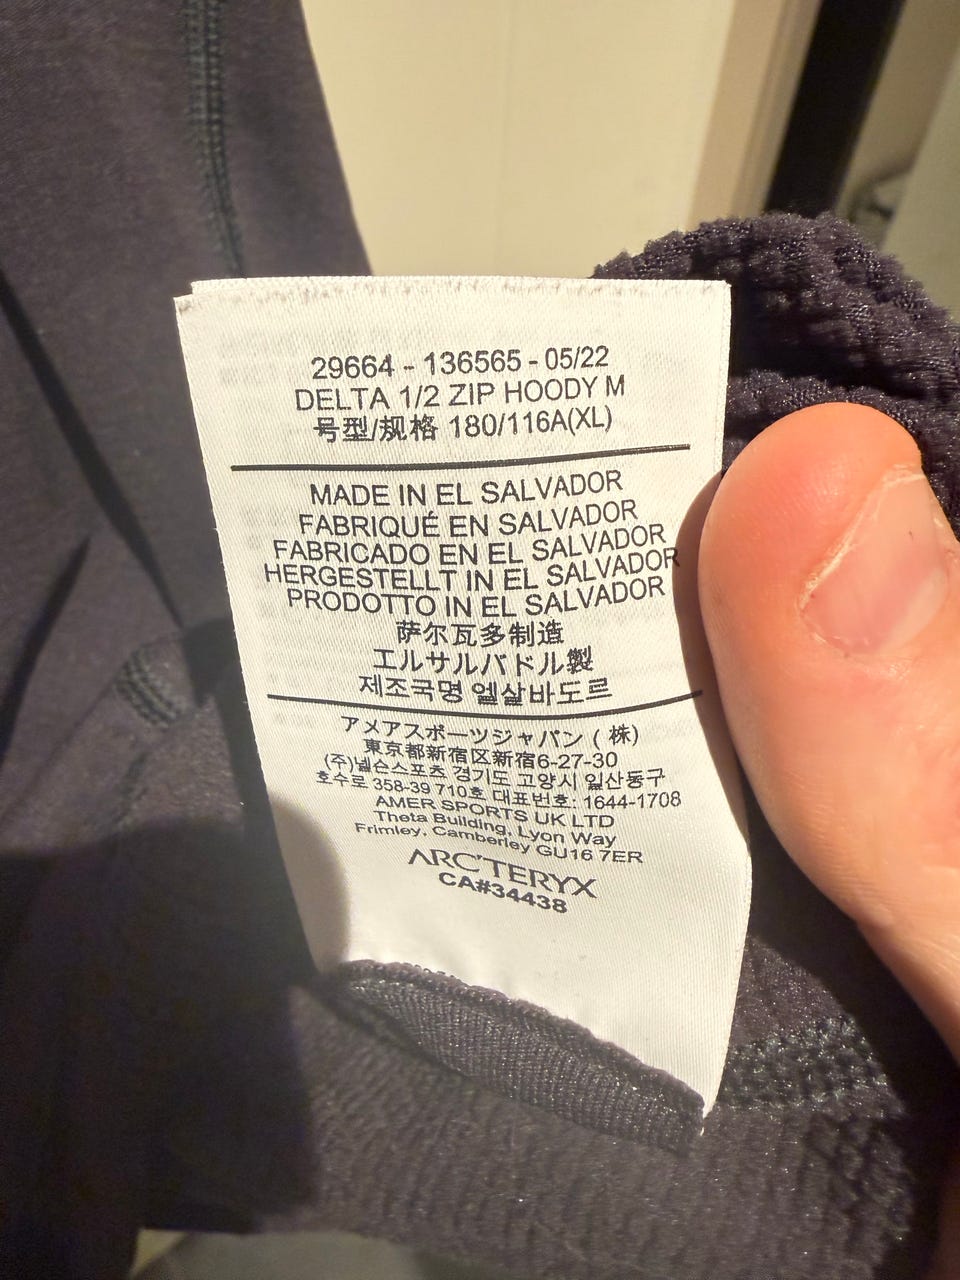 29664 - 136565 - 05/22
DELTA 1/2 ZIP HOODY M
号型/规格 180/116A(XL)
MADE IN EL SALVADOR
FABRIQUÉ EN SALVADOR
FABRICADO EN EL SALVADOR
HERGESTELLT IN EL SALVADOR
PRODOTTO IN EL SALVADOR
萨尔瓦多制造
エルサルバドル製
제조국명 엘살바도르
アメアスポーツジャパン ( 株)
東京都新宿区新宿6-27-30
(주)넬슨스포츠 경기도 고양시 일산동구
호수로 358-39 710호 대표번호: 1644-1708
AMER SPORTS UK LTD
Theta Building, Lyon Way
Frimley, Camberley GU16 7ER
ARC'TERYX
CA#34438